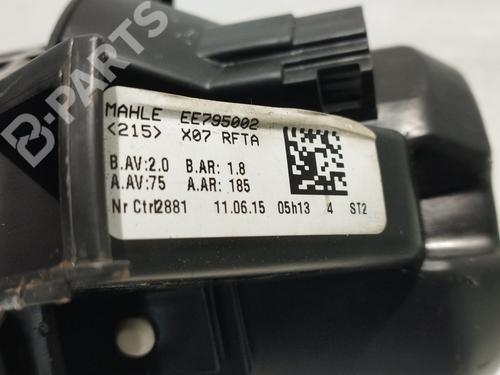 B-PARTS
MAHLE EE795002
<215> X07 RFTA
B.AV:2.0 B.AR: 1.8
A.AV:75 A.AR: 185
Nr Ctrl2881 11.06.15 05h13 4 ST2
B-PARTS